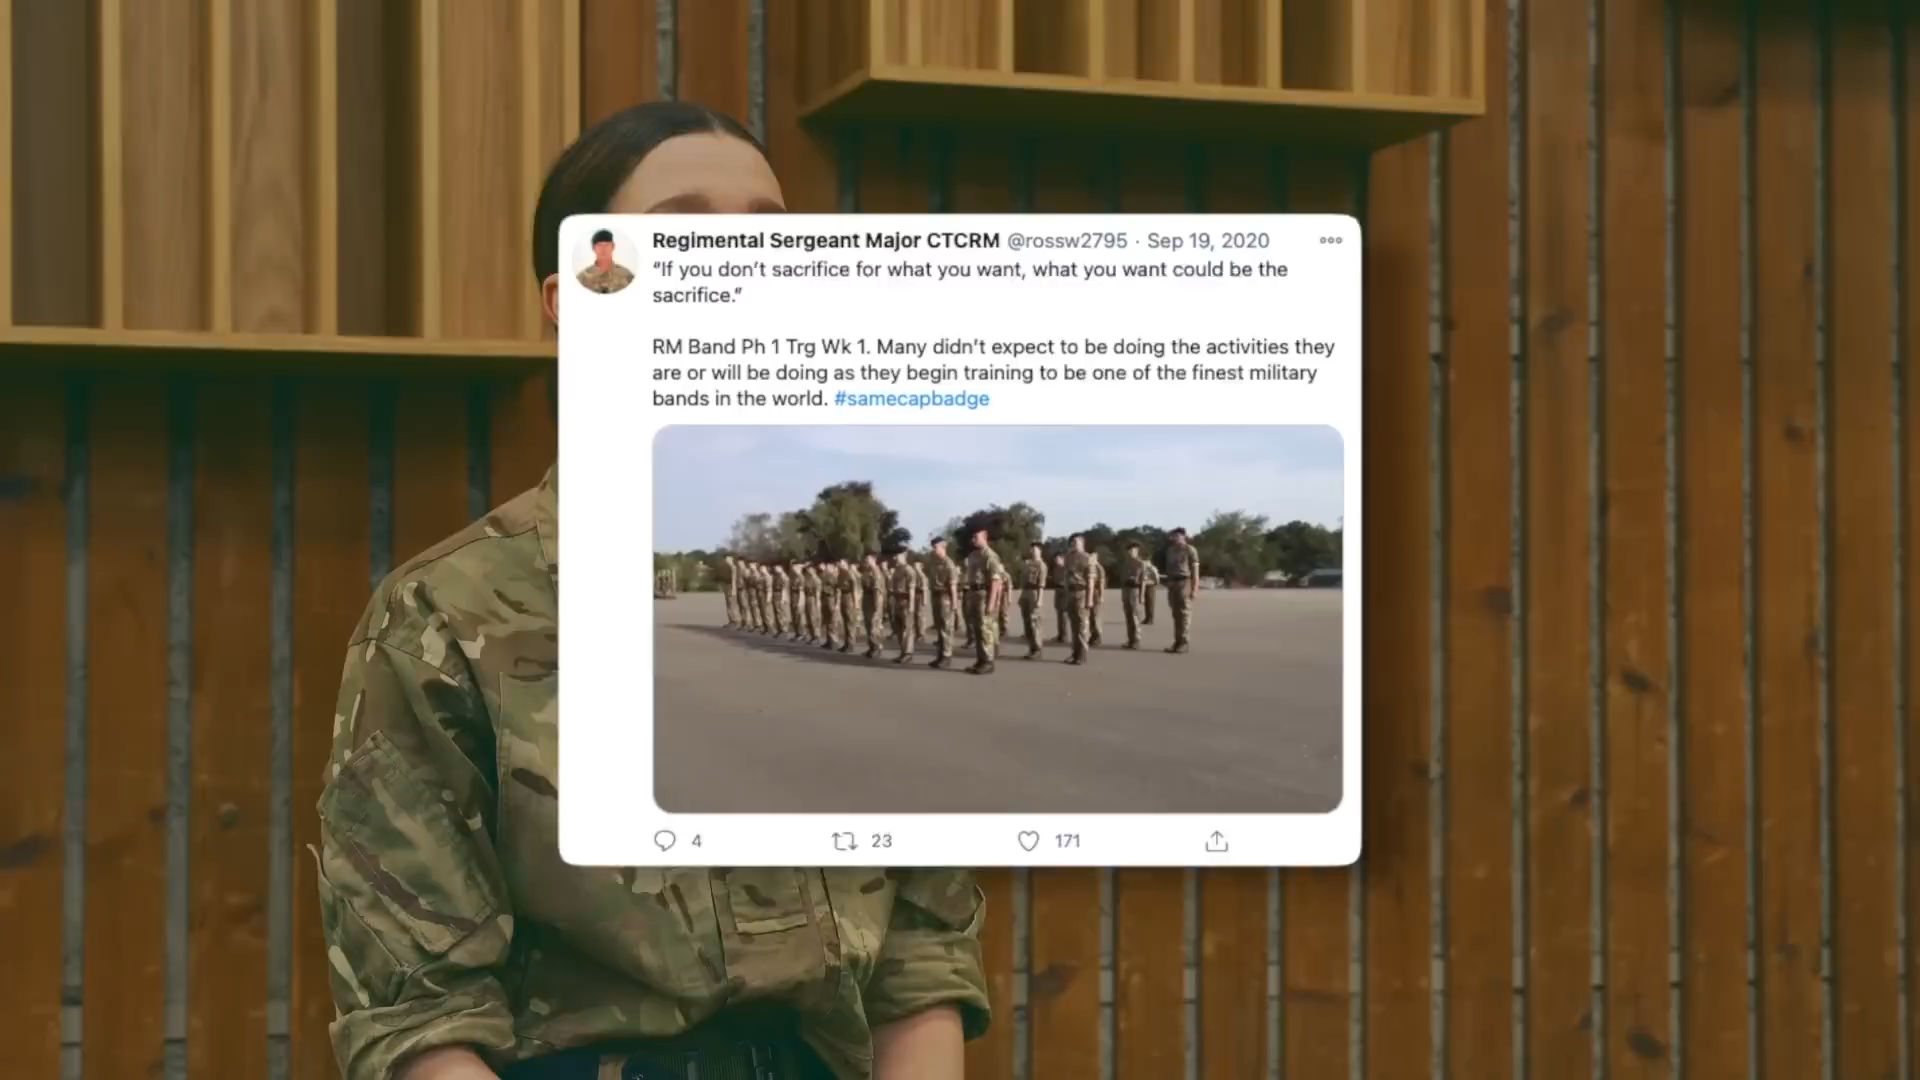 Regimental Sergeant Major CTCRM @rossw2795 · Sep 19, 2020
“If you don’t sacrifice for what you want, what you want could be the
sacrifice.”
RM Band Ph 1 Trg Wk 1. Many didn’t expect to be doing the activities they
are or will be doing as they begin training to be one of the finest military
bands in the world. #samecapbadge
4 23 171